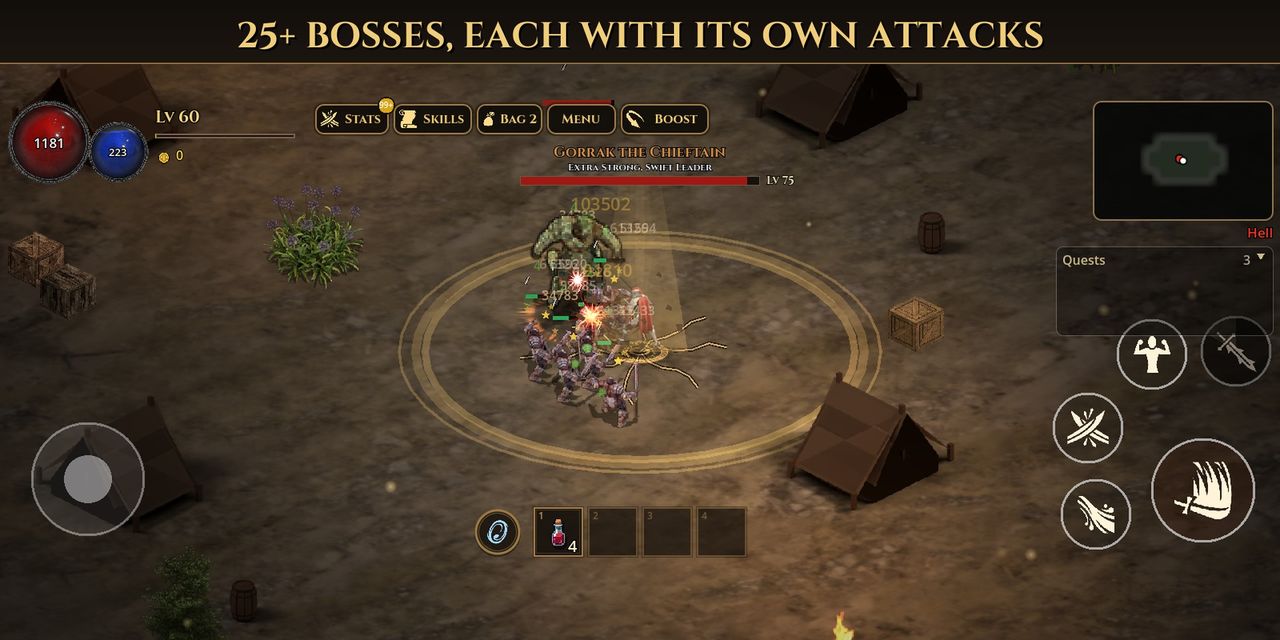 25+ BOSSES, EACH WITH ITS OWN ATTACKS
LV 60
99+
STATS
SKILLS
BAG 2
MENU
BOOST
1181
223
0
GORRAK THE CHIEFTAIN
EXTRA STRONG, SWIFT LEADER
LV 75
103502
34783
Hell
Quests 3
1
2
3
4
4